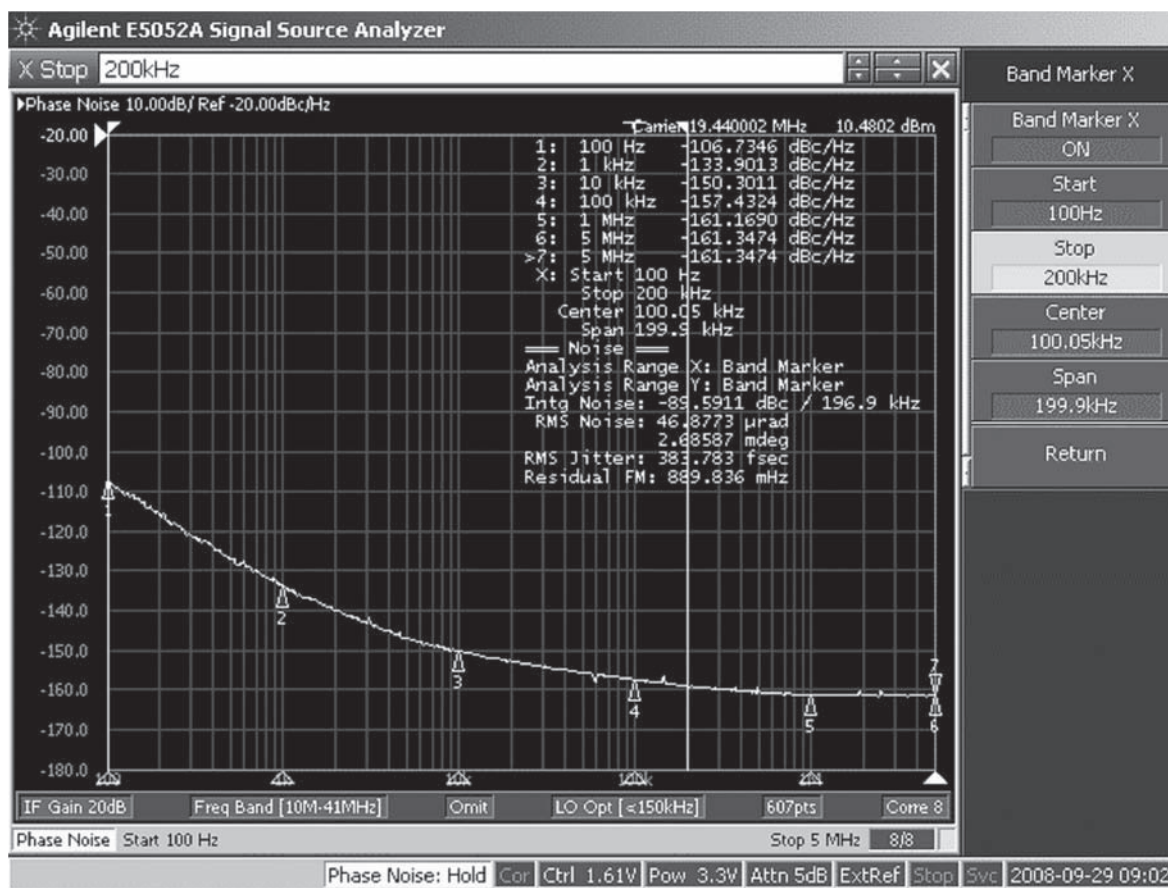 Agilent E5052A Signal Source Analyzer
X Stop 200kHz
Phase Noise 10.00dB/ Ref -20.00dBc/Hz
Carrier 19.440002 MHz 10.4802 dBm
1: 100 Hz -106.7346 dBc/Hz
2: 1 kHz -133.9013 dBc/Hz
3: 10 kHz -150.3011 dBc/Hz
4: 100 kHz -157.4324 dBc/Hz
5: 1 MHz -161.1690 dBc/Hz
6: 5 MHz -161.3474 dBc/Hz
>7: 5 MHz -161.3474 dBc/Hz
X: Start 100 Hz
Stop 200 kHz
Center 100.05 kHz
Span 199.9 kHz
Noise
Analysis Range X: Band Marker
Analysis Range Y: Band Marker
Intg Noise: -89.5911 dBc / 196.9 kHz
RMS Noise: 46.8773 µrad
2.68587 mdeg
RMS Jitter: 383.783 fsec
Residual FM: 889.836 mHz
-20.00
-30.00
-40.00
-50.00
-60.00
-70.00
-80.00
-90.00
-100.0
-110.0
-120.0
-130.0
-140.0
-150.0
-160.0
-170.0
-180.0
1
2
3
4
5
7
6
10k
100k
IF Gain 20dB Freq Band [10M-41MHz] Omit LO Opt [<150kHz] 607pts Corre 8
Phase Noise Start 100 Hz Stop 5 MHz 8/8
Phase Noise: Hold Cor Ctrl 1.61V Pow 3.3V Attn 5dB ExtRef Stop Svc 2008-09-29 09:02
Band Marker X
Band Marker X
ON
Start
100Hz
Stop
200kHz
Center
100.05kHz
Span
199.9kHz
Return